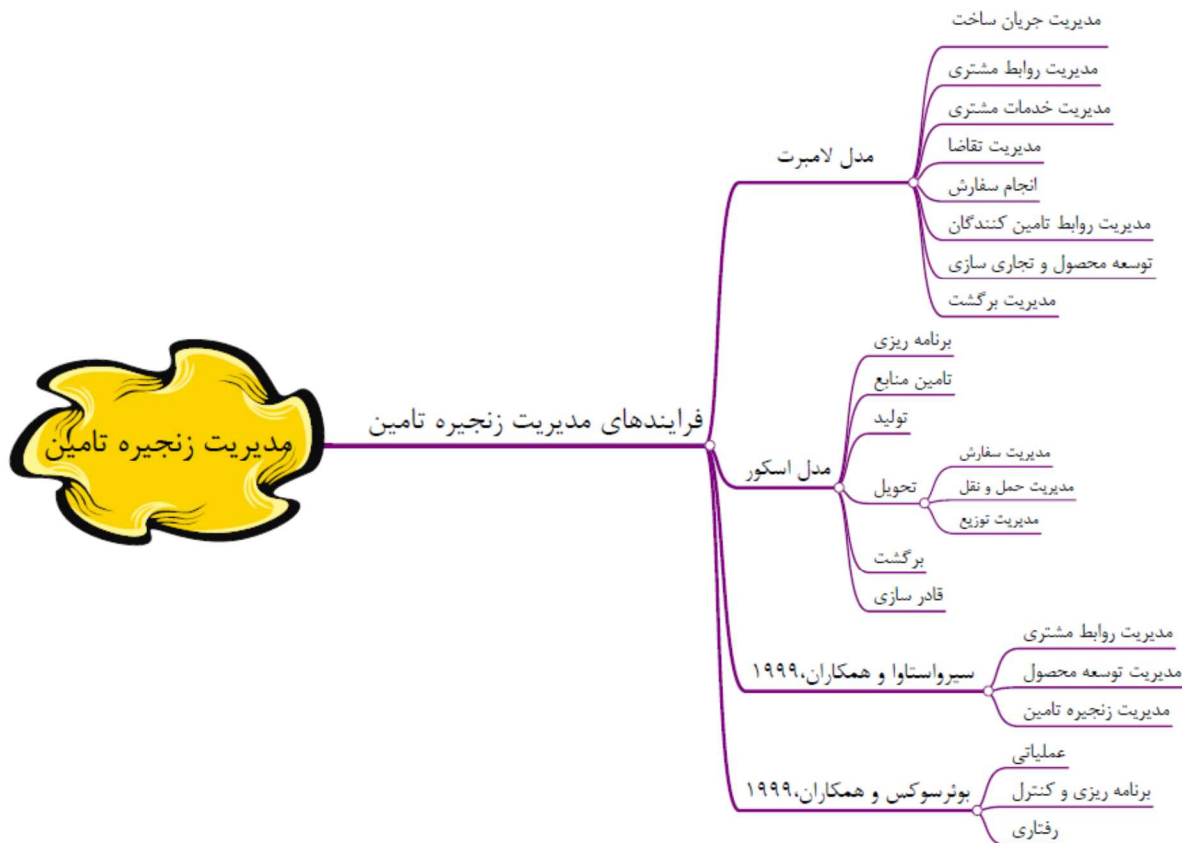 مدیریت زنجیره تامین
فرایندهای مدیریت زنجیره تامین
مدل لامبرت
مدیریت جریان ساخت
مدیریت روابط مشتری
مدیریت خدمات مشتری
مدیریت تقاضا
انجام سفارش
مدیریت روابط تامین کنندگان
توسعه محصول و تجاری سازی
مدیریت برگشت
مدل اسکور
برنامه ریزی
تامین منابع
تولید
تحویل
مدیریت سفارش
مدیریت حمل و نقل
مدیریت توزیع
برگشت
قادر سازی
سیرواستاوا و همکاران،۱۹۹۹
مدیریت روابط مشتری
مدیریت توسعه محصول
مدیریت زنجیره تامین
بوئرسوکس و همکاران،۱۹۹۹
عملیاتی
برنامه ریزی و کنترل
رفتاری